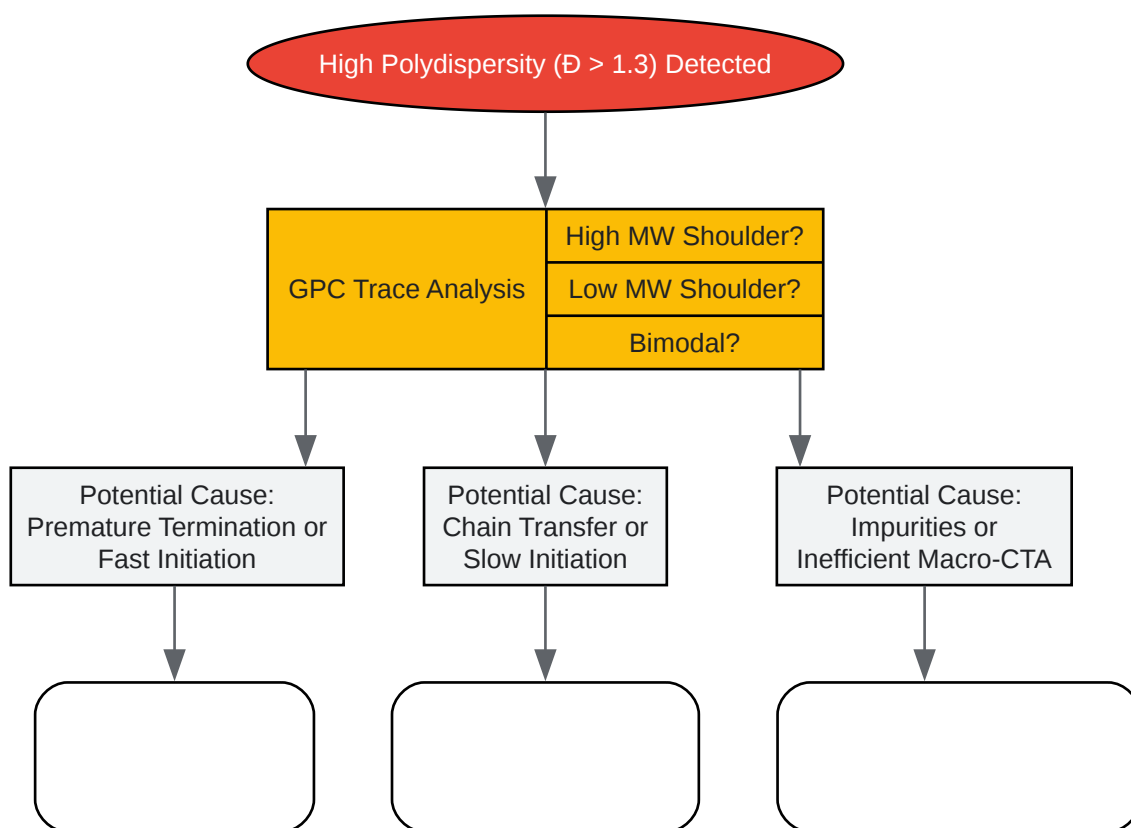 High Polydispersity (Đ > 1.3) Detected
GPC Trace Analysis
High MW Shoulder?
Low MW Shoulder?
Bimodal?
Potential Cause:
Premature Termination or
Fast Initiation
Potential Cause:
Chain Transfer or
Slow Initiation
Potential Cause:
Impurities or
Inefficient Macro-CTA